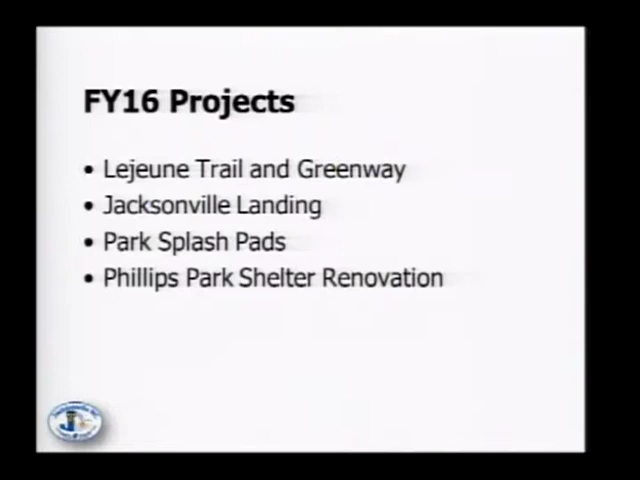 FY16 Projects
• Lejeune Trail and Greenway
• Jacksonville Landing
• Park Splash Pads
• Phillips Park Shelter Renovation